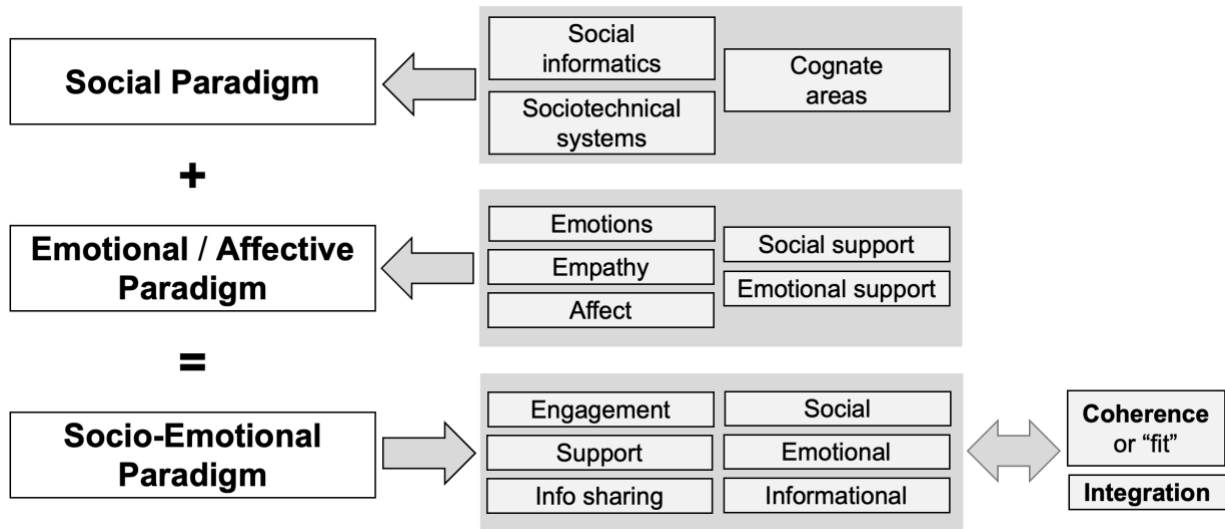 Social Paradigm
Social
informatics
Sociotechnical
systems
Cognate
areas
+
Emotional / Affective
Paradigm
Emotions
Empathy
Affect
Social support
Emotional support
=
Socio-Emotional
Paradigm
Engagement
Support
Info sharing
Social
Emotional
Informational
Coherence
or “fit”
Integration